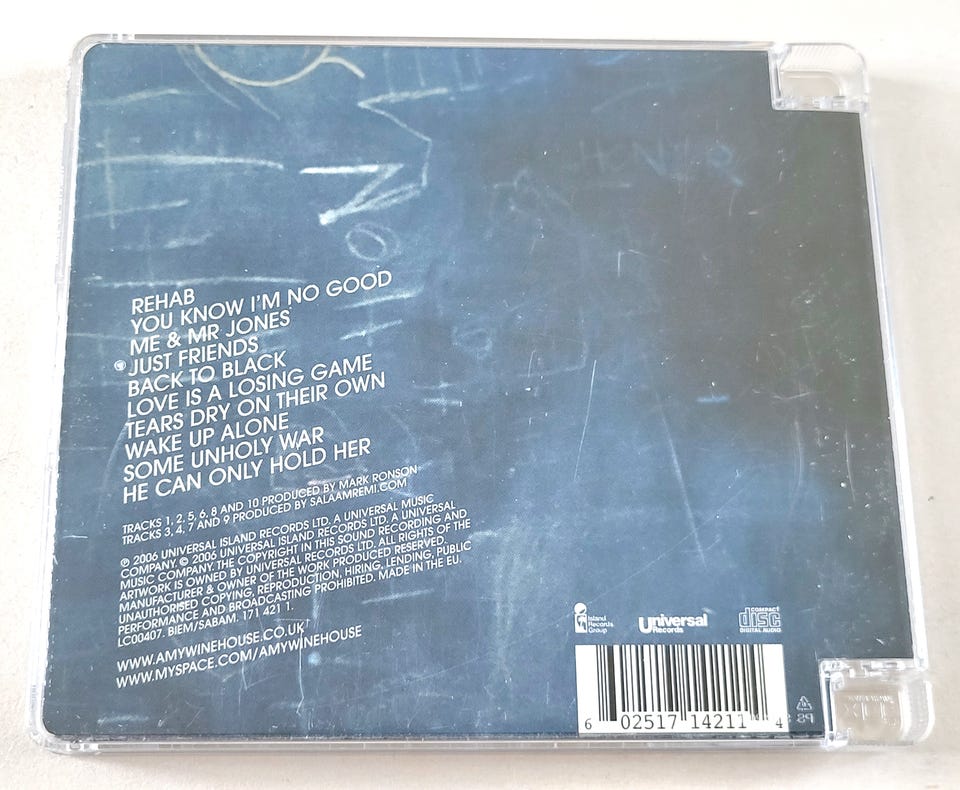 REHAB
YOU KNOW I'M NO GOOD
ME & MR JONES
JUST FRIENDS
BACK TO BLACK
LOVE IS A LOSING GAME
TEARS DRY ON THEIR OWN
WAKE UP ALONE
SOME UNHOLY WAR
HE CAN ONLY HOLD HER
TRACKS 1, 2, 5, 6, 8 AND 10 PRODUCED BY MARK RONSON
TRACKS 3, 4, 7 AND 9 PRODUCED BY SALAAMREMI.COM
℗ 2006 UNIVERSAL ISLAND RECORDS LTD. A UNIVERSAL MUSIC
COMPANY. © 2006 UNIVERSAL ISLAND RECORDS LTD. A UNIVERSAL
MUSIC COMPANY. THE COPYRIGHT IN THIS SOUND RECORDING AND
ARTWORK IS OWNED BY UNIVERSAL RECORDS LTD. ALL RIGHTS OF THE
MANUFACTURER & OWNER OF THE WORK PRODUCED RESERVED.
UNAUTHORISED COPYING, REPRODUCTION, HIRING, LENDING, PUBLIC
PERFORMANCE AND BROADCASTING PROHIBITED. MADE IN THE EU.
LC00407. BIEM/SABAM. 171 421 1.
WWW.AMYWINEHOUSE.CO.UK
WWW.MYSPACE.COM/AMYWINEHOUSE
Island
Records
Group
Universal
Records
COMPACT
disc
DIGITAL AUDIO
6 02517 14211 4
PS